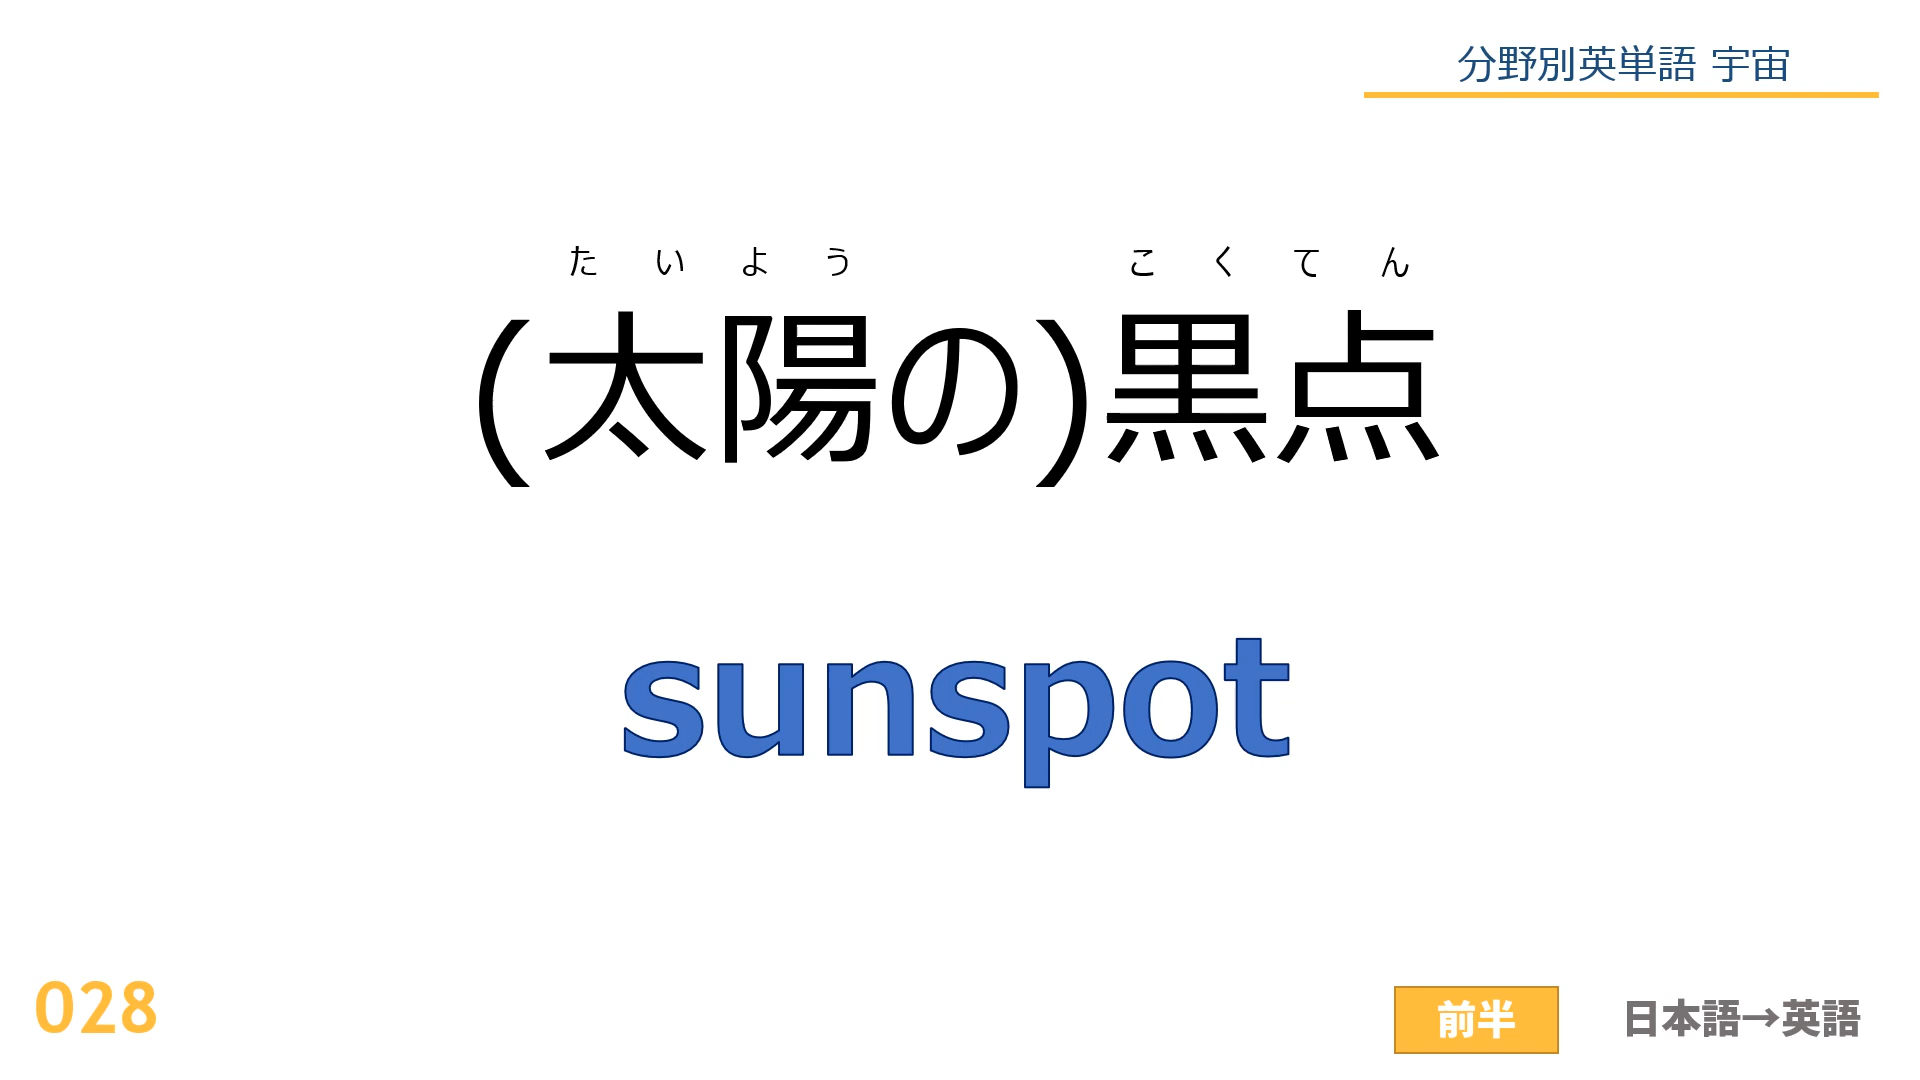 分野別英単語 宇宙
たいよう こくてん
(太陽の)黒点
sunspot
028
前半
日本語→英語